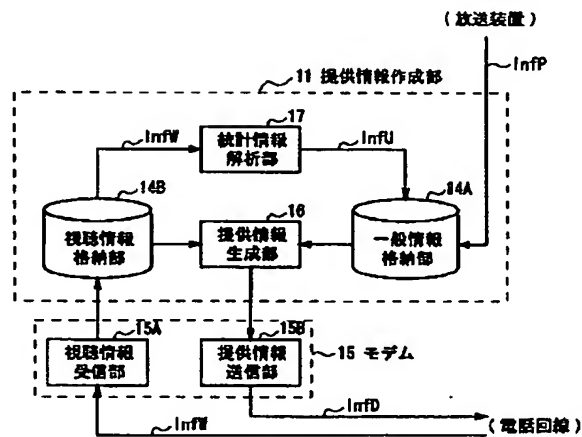 (放送装置)
InfP
11 提供情報作成部
17
InfW
統計情報
解析部
InfU
14B
14A
16
視聴情報
格納部
提供情報
生成部
一般情報
格納部
15A
15B
視聴情報
受信部
提供情報
送信部
15 モデム
InfD
InfW
(電話回線)